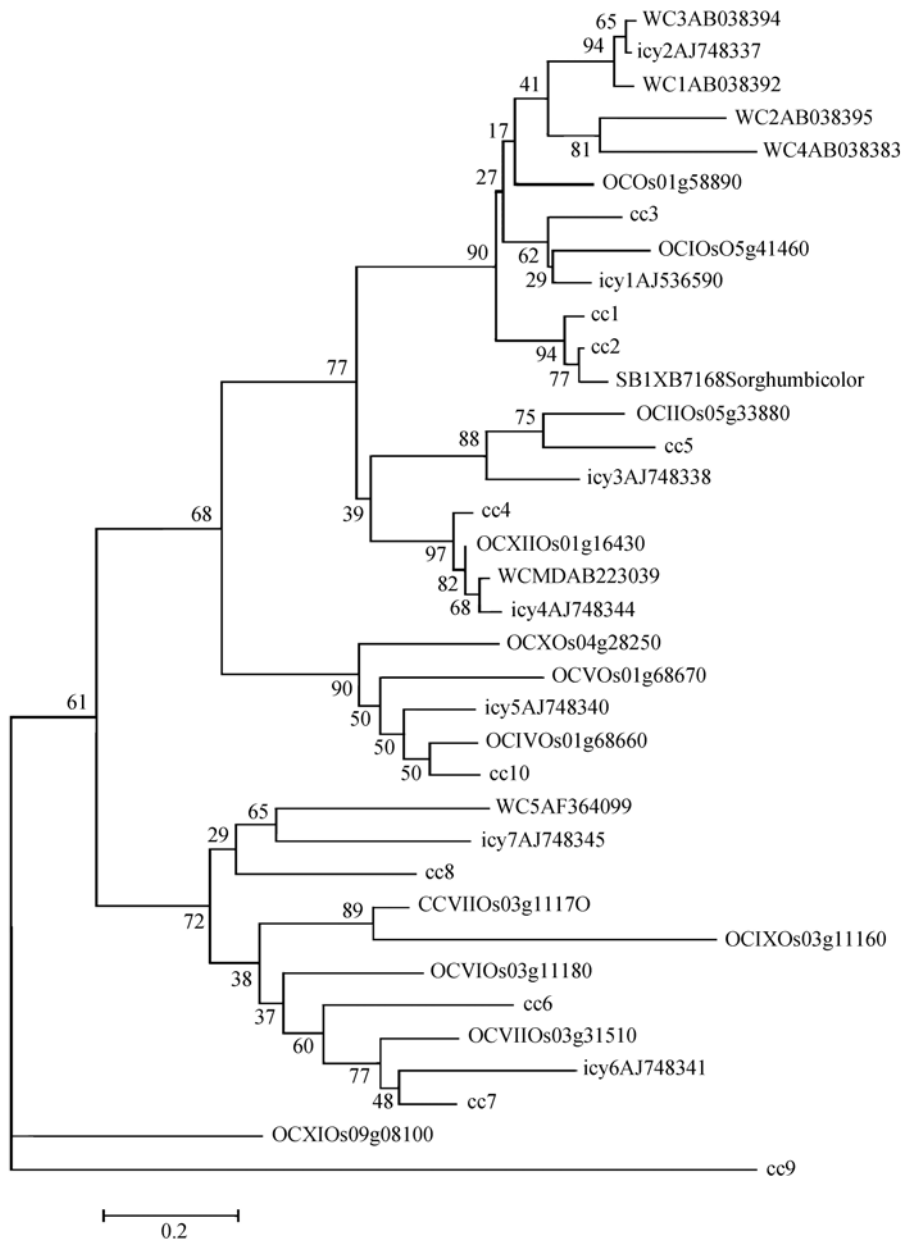 65
WC3AB038394
94
icy2AJ748337
WC1AB038392
41
WC2AB038395
17
81
WC4AB038383
27
OCOs01g58890
cc3
90
62
OCIOsO5g41460
29
icy1AJ536590
cc1
94
cc2
77
77
SB1XB7168Sorghumbicolor
75
OCIIOs05g33880
88
cc5
icy3AJ748338
39
68
cc4
97
OCXIIOs01g16430
82
WCMDAB223039
68
icy4AJ748344
OCXOs04g28250
90
OCVOs01g68670
61
50
icy5AJ748340
50
OCIVOs01g68660
50
cc10
65
WC5AF364099
29
icy7AJ748345
cc8
72
89
CCVIIOs03g1117O
OCIXOs03g11160
38
OCVIOs03g11180
37
cc6
60
OCVIIOs03g31510
77
icy6AJ748341
48
cc7
OCXIOs09g08100
cc9
0.2